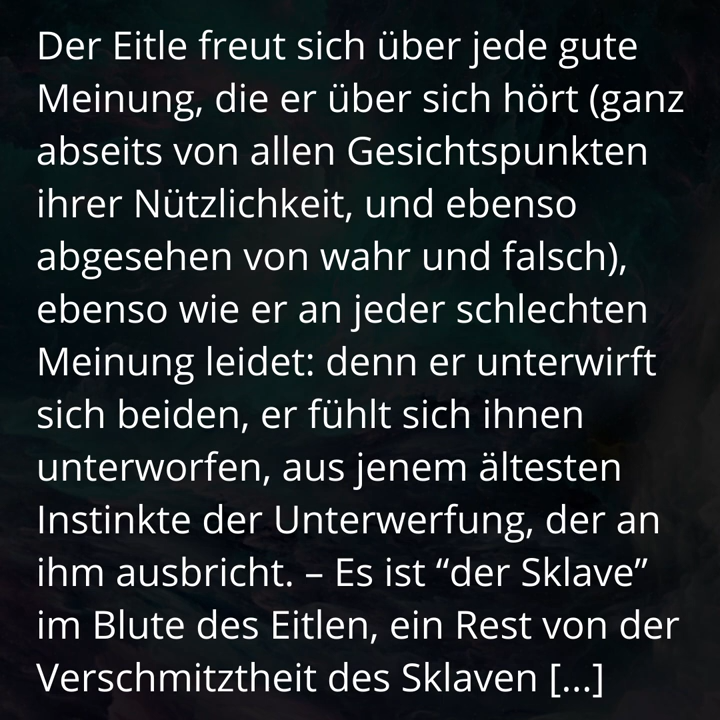 Der Eitle freut sich über jede gute
Meinung, die er über sich hört (ganz
abseits von allen Gesichtspunkten
ihrer Nützlichkeit, und ebenso
abgesehen von wahr und falsch),
ebenso wie er an jeder schlechten
Meinung leidet: denn er unterwirft
sich beiden, er fühlt sich ihnen
unterworfen, aus jenem ältesten
Instinkte der Unterwerfung, der an
ihm ausbricht. – Es ist “der Sklave”
im Blute des Eitlen, ein Rest von der
Verschmitztheit des Sklaven [...]